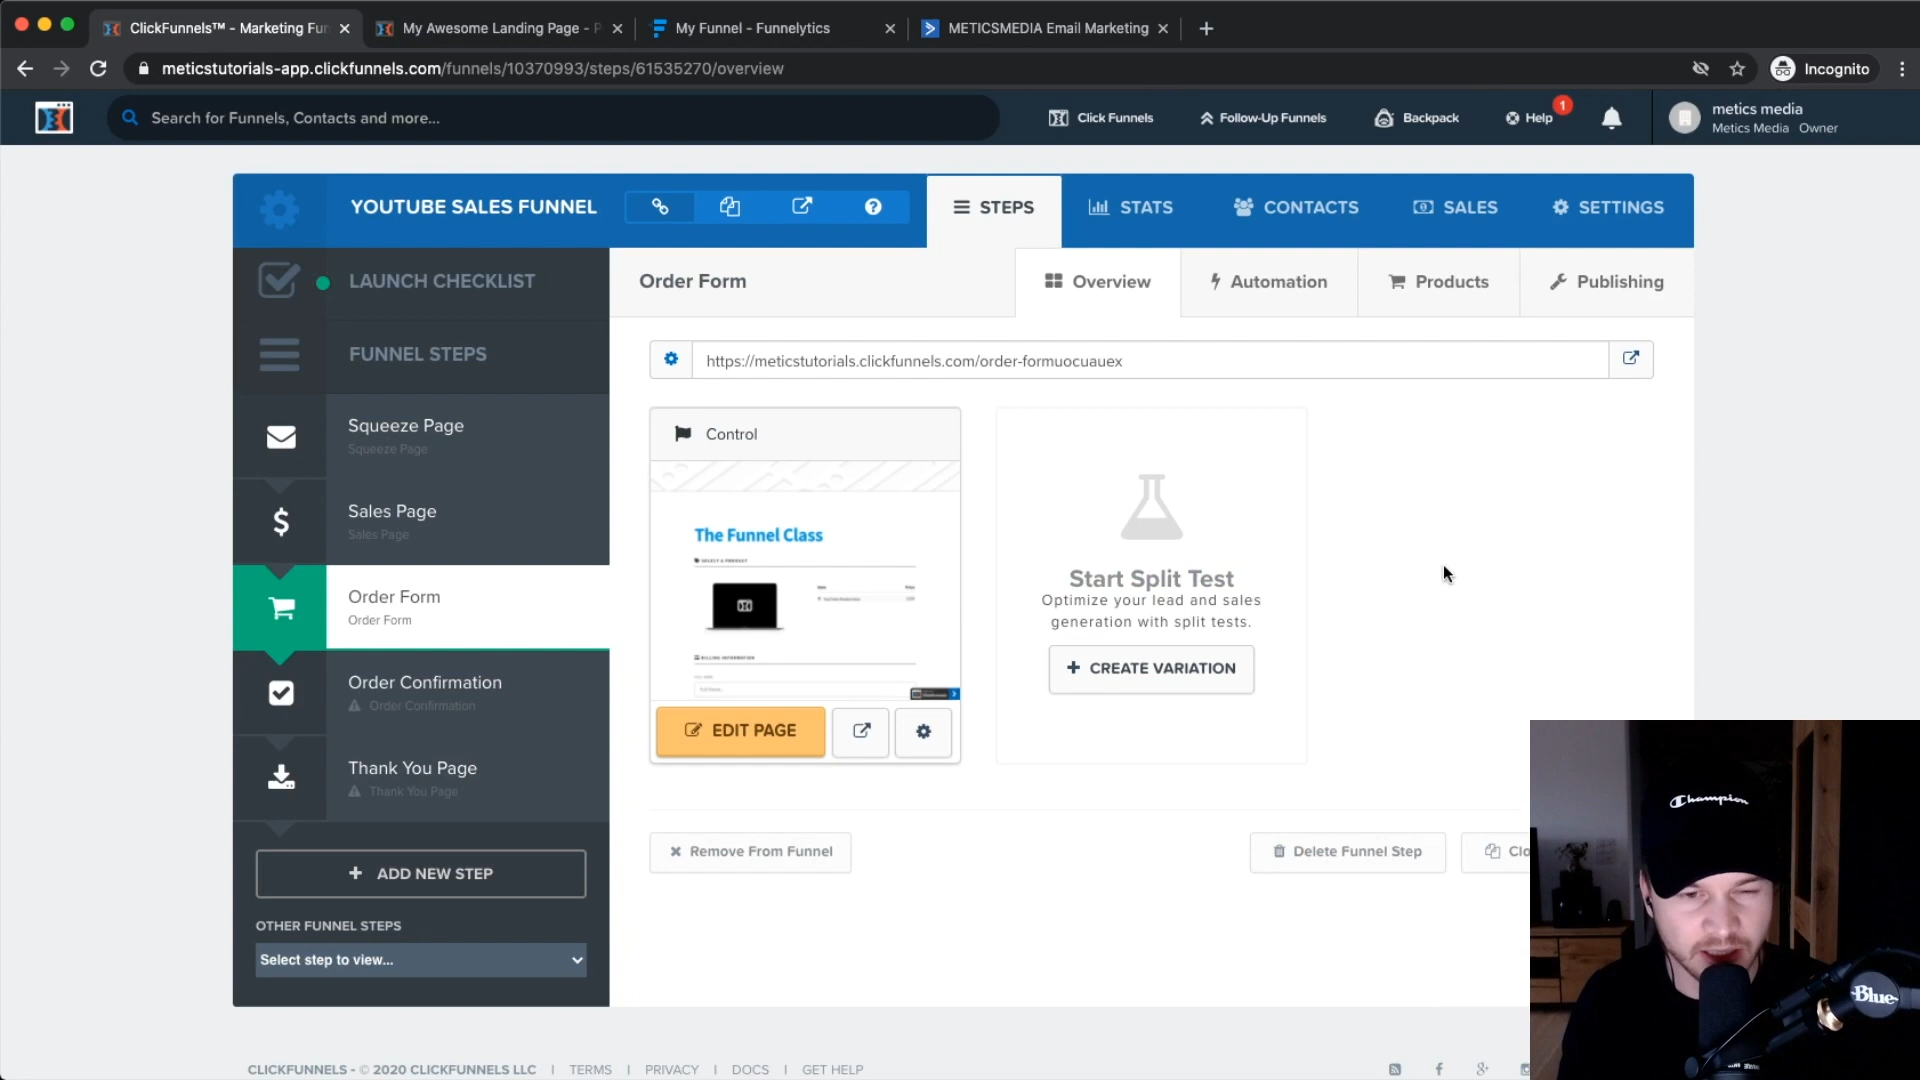 ClickFunnels™ - Marketing Fun
My Awesome Landing Page - P
My Funnel - Funnelytics
METICSMEDIA Email Marketing
meticstutorials-app.clickfunnels.com/funnels/10370993/steps/61535270/overview
Incognito
Search for Funnels, Contacts and more...
Click Funnels
Follow-Up Funnels
Backpack
Help
1
metics media
Metics Media Owner
YOUTUBE SALES FUNNEL
STEPS
STATS
CONTACTS
SALES
SETTINGS
LAUNCH CHECKLIST
FUNNEL STEPS
Order Form
Overview
Automation
Products
Publishing
https://meticstutorials.clickfunnels.com/order-formuocuauex
Squeeze Page
Squeeze Page
Sales Page
Sales Page
Order Form
Order Form
Order Confirmation
Order Confirmation
Thank You Page
Thank You Page
+ ADD NEW STEP
OTHER FUNNEL STEPS
Select step to view...
Control
The Funnel Class
SELECT A PRODUCT
BILLING INFORMATION
EDIT PAGE
Start Split Test
Optimize your lead and sales
generation with split tests.
+ CREATE VARIATION
Remove From Funnel
Delete Funnel Step
Clo
Champion
Blue
CLICKFUNNELS - © 2020 CLICKFUNNELS LLC | TERMS | PRIVACY | DOCS | GET HELP